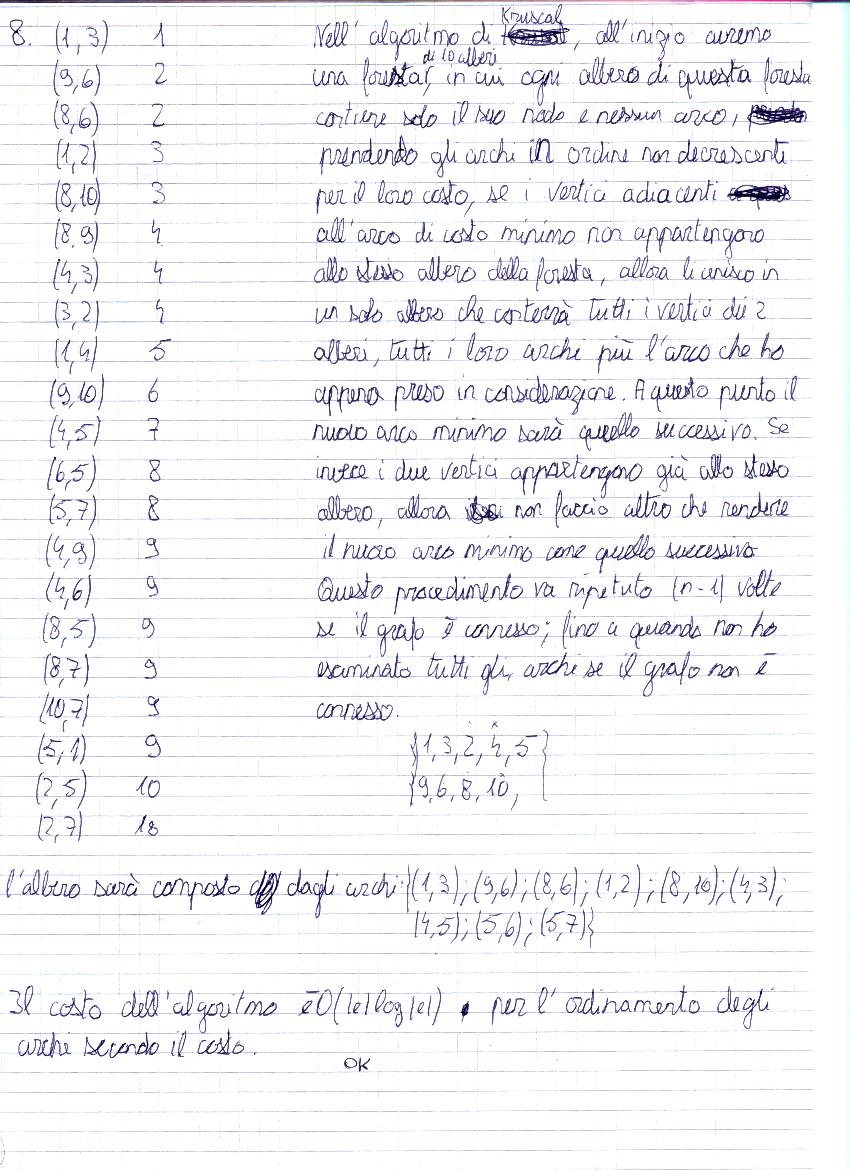 8. (1,3) 1 Nell' algoritmo di Kruscal, all'inizio avremo
(9,6) 2 una foresta, di 10 alberi in cui ogni albero di questa foresta
(8,6) 2 contiene solo il suo nodo e nessun arco,
(1,2) 3 prendendo gli archi in ordine non decrescenti
(8,10) 3 per il loro costo, se i vertici adiacenti
(8,9) 4 all'arco di costo minimo non appartengono
(4,3) 4 allo stesso albero della foresta, allora li unisco in
(3,2) 4 un solo albero che conterrà tutti i vertici dei 2
(1,4) 5 alberi, tutti i loro archi più l'arco che ho
(9,10) 6 appena preso in considerazione. A questo punto il
(4,5) 7 nuovo arco minimo sarà quello successivo. Se
(6,5) 8 invece i due vertici appartengono già allo stesso
(5,7) 8 albero, allora non faccio altro che rendere
(4,9) 9 il nuovo arco minimo come quello successivo
(4,6) 9 Questo procedimento va ripetuto (n-1) volte
(8,5) 9 se il grafo è connesso; fino a quando non ho
(8,7) 9 esaminato tutti gli archi se il grafo non è
(10,7) 9 connesso.
(5,1) 9 {1,3,2,4,5}
(2,5) 10 {9,6,8,10,
(2,7) 18
l'albero sarà composto dagli archi: {(1,3); (9,6); (8,6); (1,2); (8,10); (4,3);
(4,5); (5,6); (5,7)}
Il costo dell'algoritmo è O(|e|log|e|) per l'ordinamento degli
archi secondo il costo.
OK